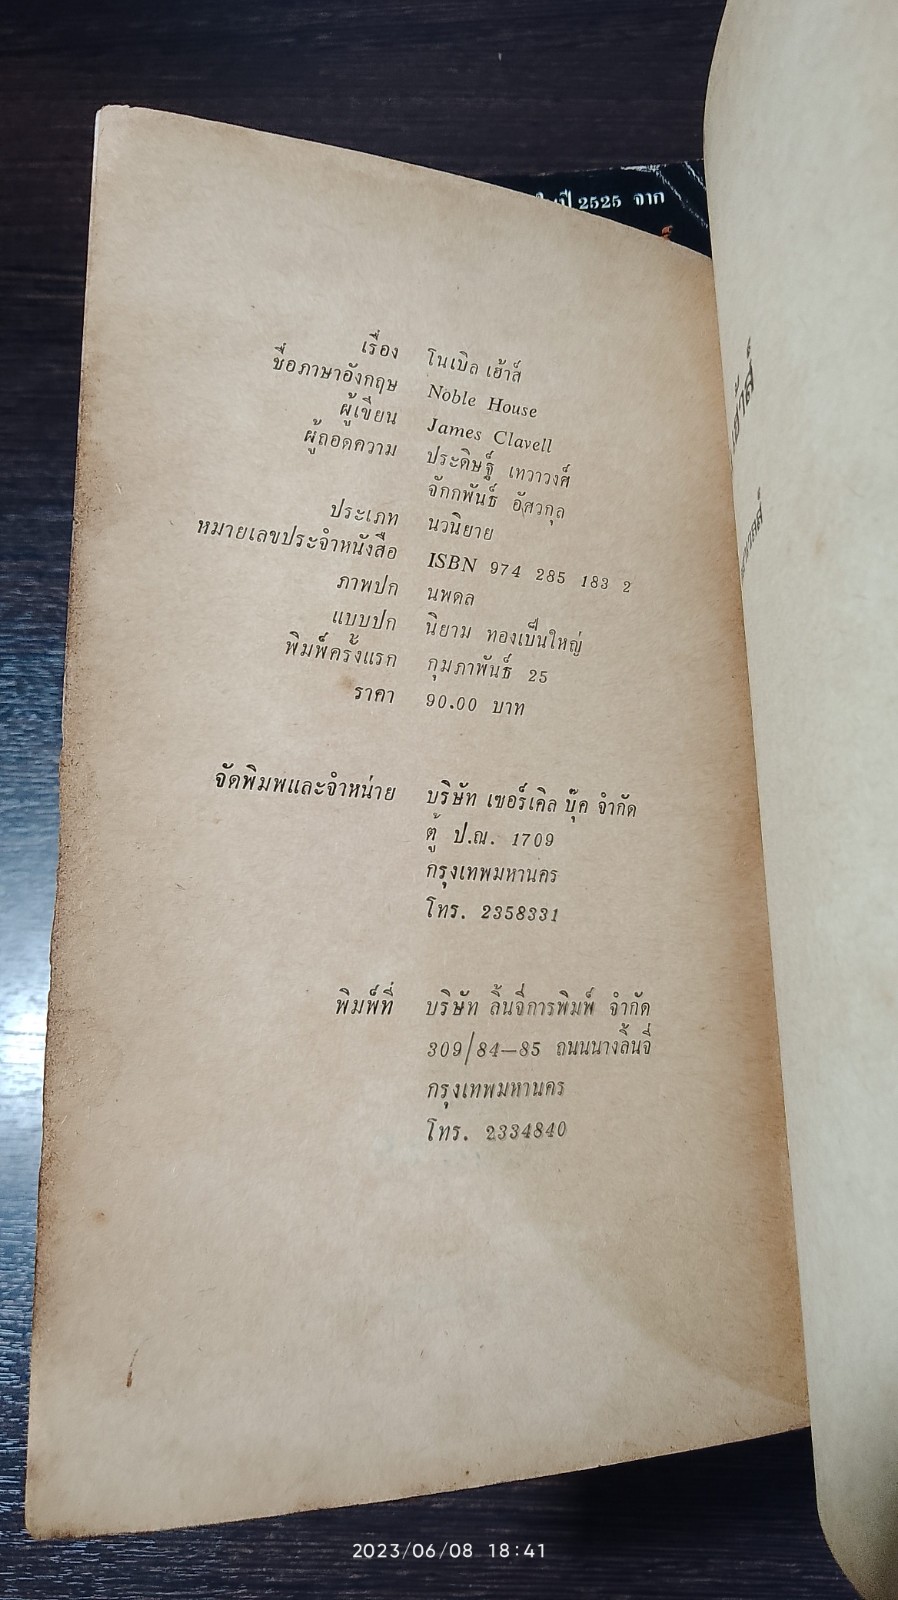 ปี 2525 จาก
เรื่อง โนเบิล เฮ้าส์
ชื่อภาษาอังกฤษ Noble House
ผู้เขียน James Clavell
ผู้ถอดความ ประดิษฐ์ เทวาวงศ์
จักกพันธ์ อัศวกุล
ประเภท นวนิยาย
หมายเลขประจำหนังสือ ISBN 974 285 183 2
ภาพปก นพดล
แบบปก นิยาม ทองเป็นใหญ่
พิมพ์ครั้งแรก กุมภาพันธ์ 25
ราคา 90.00 บาท
จัดพิมพและจำหน่าย บริษัท เซอร์เคิล บุ๊ค จำกัด
ตู้ ป.ณ. 1709
กรุงเทพมหานคร
โทร. 2358331
พิมพ์ที่ บริษัท ลิ้นจี่การพิมพ์ จำกัด
309/84—85 ถนนนางลิ้นจี่
กรุงเทพมหานคร
โทร. 2334840
2023/06/08 18:41